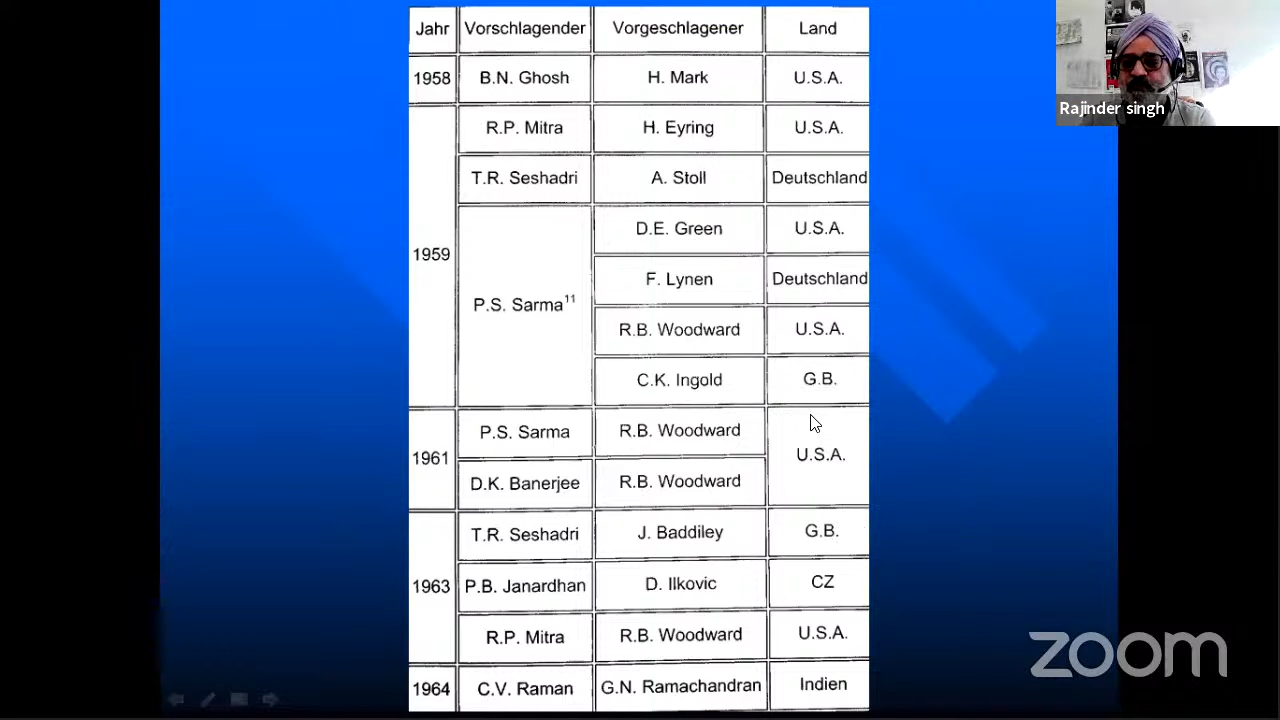 Jahr Vorschlagender Vorgeschlagener Land
1958 B.N. Ghosh H. Mark U.S.A.
R.P. Mitra H. Eyring U.S.A.
T.R. Seshadri A. Stoll Deutschland
D.E. Green U.S.A.
1959
F. Lynen Deutschland
P.S. Sarma¹¹
R.B. Woodward U.S.A.
C.K. Ingold G.B.
P.S. Sarma R.B. Woodward
1961 U.S.A.
D.K. Banerjee R.B. Woodward
T.R. Seshadri J. Baddiley G.B.
1963 P.B. Janardhan D. Ilkovic CZ
R.P. Mitra R.B. Woodward U.S.A.
1964 C.V. Raman G.N. Ramachandran Indien
Rajinder singh
zoom